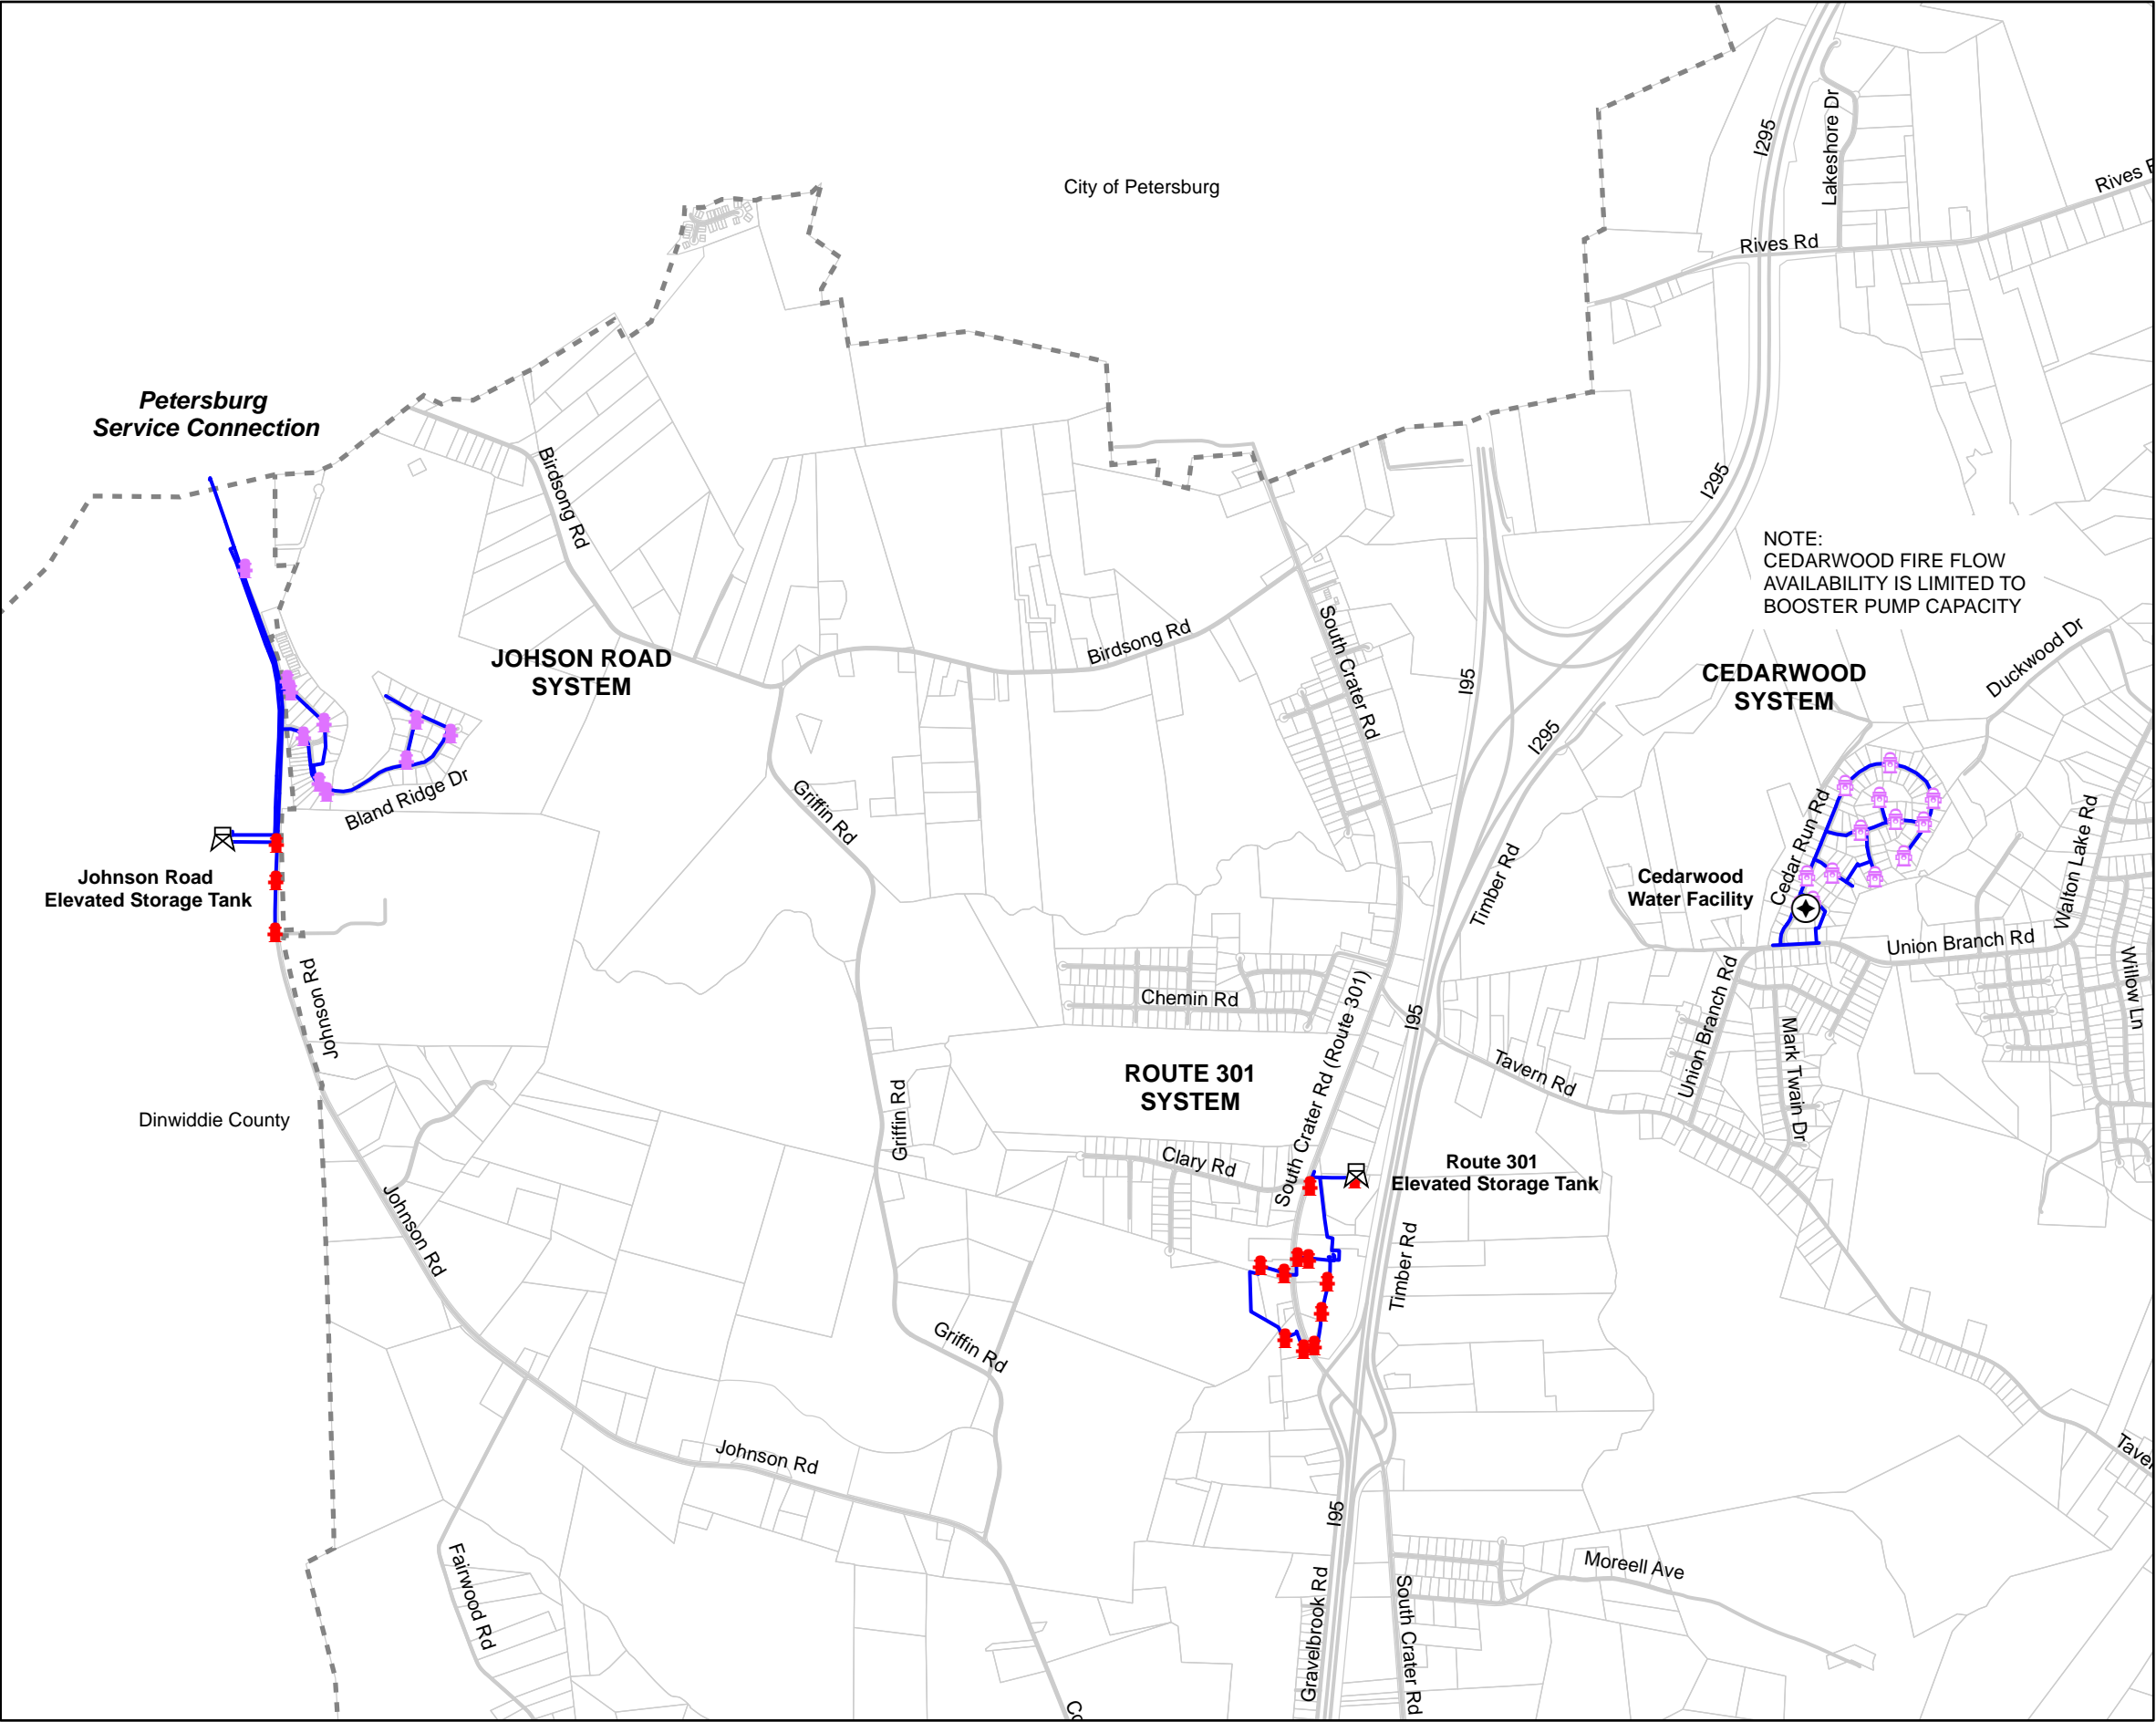 City of Petersburg
I295
Lakeshore Dr
Rives R
Rives Rd
Petersburg
Service Connection
Birdsong Rd
I295
NOTE:
CEDARWOOD FIRE FLOW
AVAILABILITY IS LIMITED TO
BOOSTER PUMP CAPACITY
South Crater Rd
Birdsong Rd
Duckwood Dr
JOHSON ROAD
SYSTEM
I95
CEDARWOOD
SYSTEM
I295
Bland Ridge Dr
Griffin Rd
Cedar Run Rd
Timber Rd
Walton Lake Rd
Johnson Road
Elevated Storage Tank
Cedarwood
Water Facility
Union Branch Rd
Willow Ln
Johnson Rd
Chemin Rd
South Crater Rd (Route 301)
I95
Union Branch Rd
Mark Twain Dr
Tavern Rd
ROUTE 301
SYSTEM
Dinwiddie County
Griffin Rd
Clary Rd
Route 301
Elevated Storage Tank
Johnson Rd
Timber Rd
Griffin Rd
Johnson Rd
Taver
I95
Fairwood Rd
Moreell Ave
Gravelbrook Rd
South Crater Rd
Co